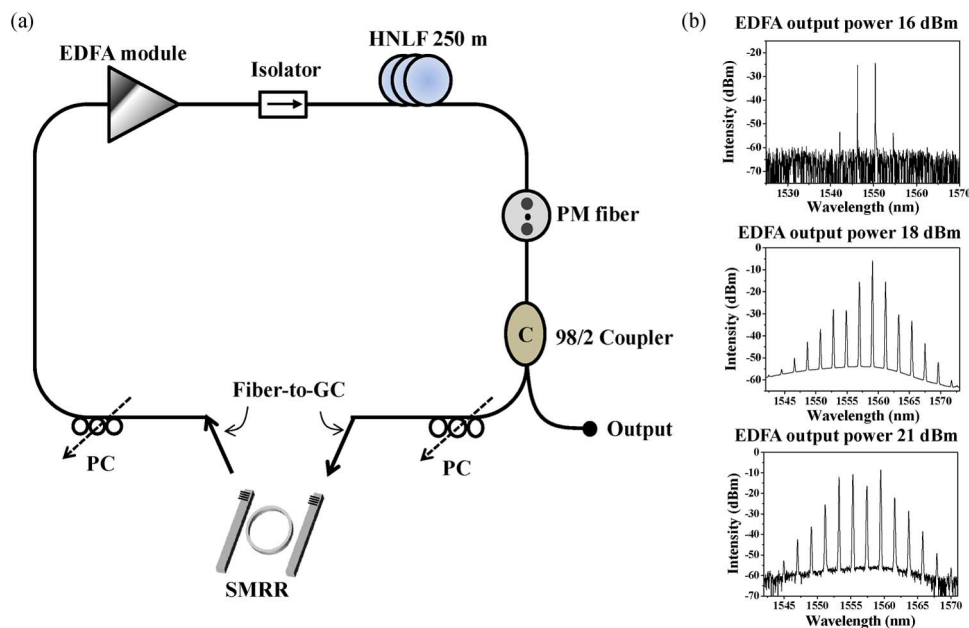 (a)
EDFA module
Isolator
HNLF 250 m
PM fiber
C
98/2 Coupler
Fiber-to-GC
PC
PC
Output
SMRR
(b)
EDFA output power 16 dBm
Intensity (dBm)
-20
-30
-40
-50
-60
-70
1530 1540 1550 1560 1570
Wavelength (nm)
EDFA output power 18 dBm
Intensity (dBm)
0
-10
-20
-30
-40
-50
-60
1545 1550 1555 1560 1565 1570
Wavelength (nm)
EDFA output power 21 dBm
Intensity (dBm)
0
-10
-20
-30
-40
-50
-60
-70
1545 1550 1555 1560 1565 1570
Wavelength (nm)